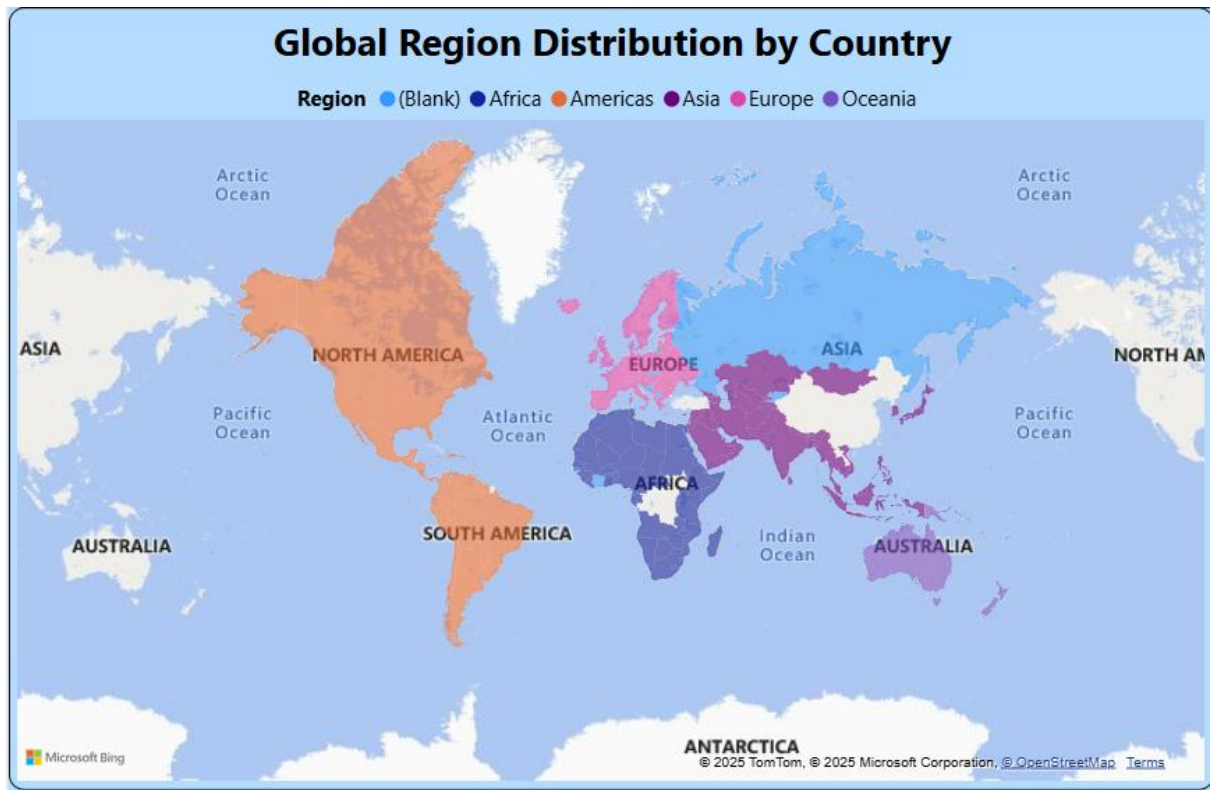 Global Region Distribution by Country
Region (Blank) Africa Americas Asia Europe Oceania
Arctic
Ocean
Arctic
Ocean
ASIA
NORTH AMERICA
EUROPE
ASIA
NORTH AM
Pacific
Ocean
Atlantic
Ocean
Pacific
Ocean
AFRICA
AUSTRALIA
SOUTH AMERICA
Indian
Ocean
AUSTRALIA
ANTARCTICA
Microsoft Bing
© 2025 TomTom, © 2025 Microsoft Corporation, © OpenStreetMap Terms